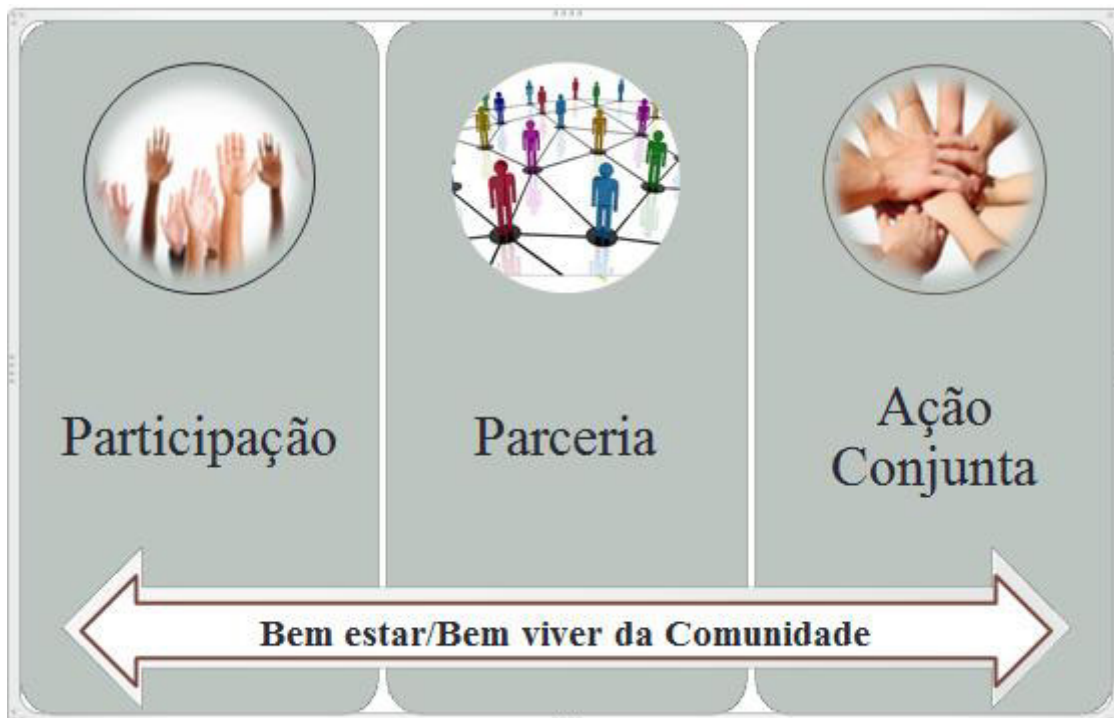 Participação
Parceria
Ação
Conjunta
Bem estar/Bem viver da Comunidade